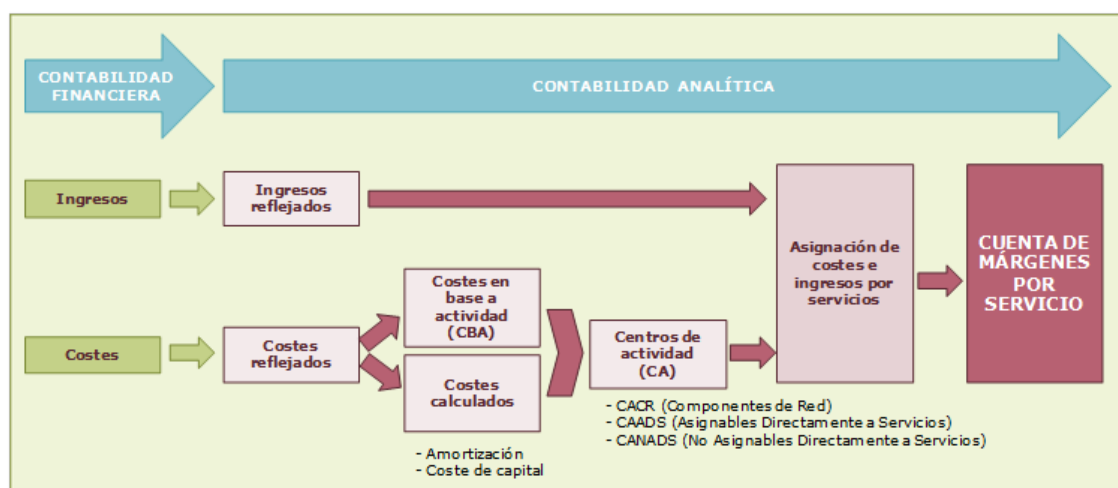 CONTABILIDAD
FINANCIERA
CONTABILIDAD ANALÍTICA
Ingresos
Ingresos
reflejados
Asignación de
costes e
ingresos por
servicios
CUENTA DE
MÁRGENES
POR
SERVICIO
Costes
Costes
reflejados
Costes en
base a
actividad
(CBA)
Costes
calculados
- Amortización
- Coste de capital
Centros de
actividad
(CA)
- CACR (Componentes de Red)
- CAADS (Asignables Directamente a Servicios)
- CANADS (No Asignables Directamente a Servicios)